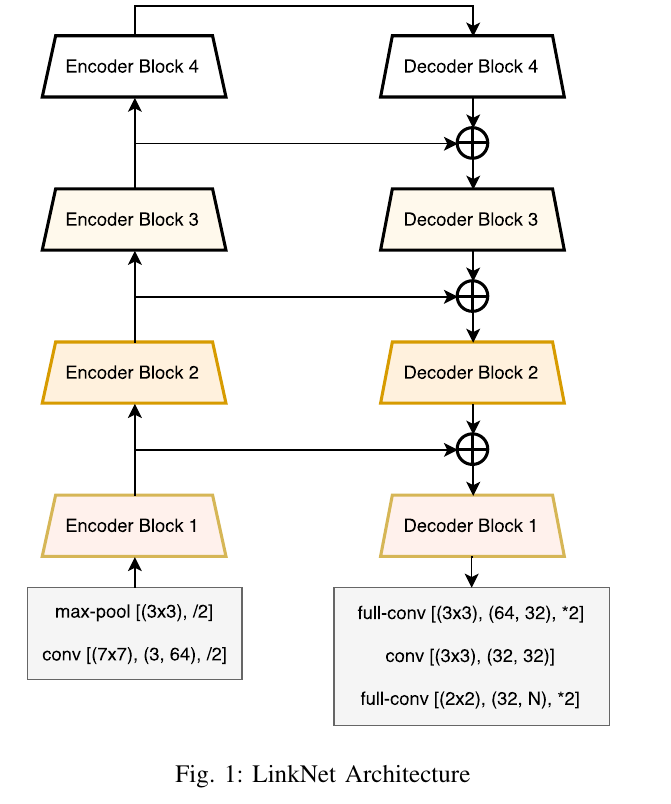 Encoder Block 4
Decoder Block 4
Encoder Block 3
Decoder Block 3
Encoder Block 2
Decoder Block 2
Encoder Block 1
Decoder Block 1
max-pool [(3x3), /2]
conv [(7x7), (3, 64), /2]
full-conv [(3x3), (64, 32), *2]
conv [(3x3), (32, 32)]
full-conv [(2x2), (32, N), *2]
Fig. 1: LinkNet Architecture